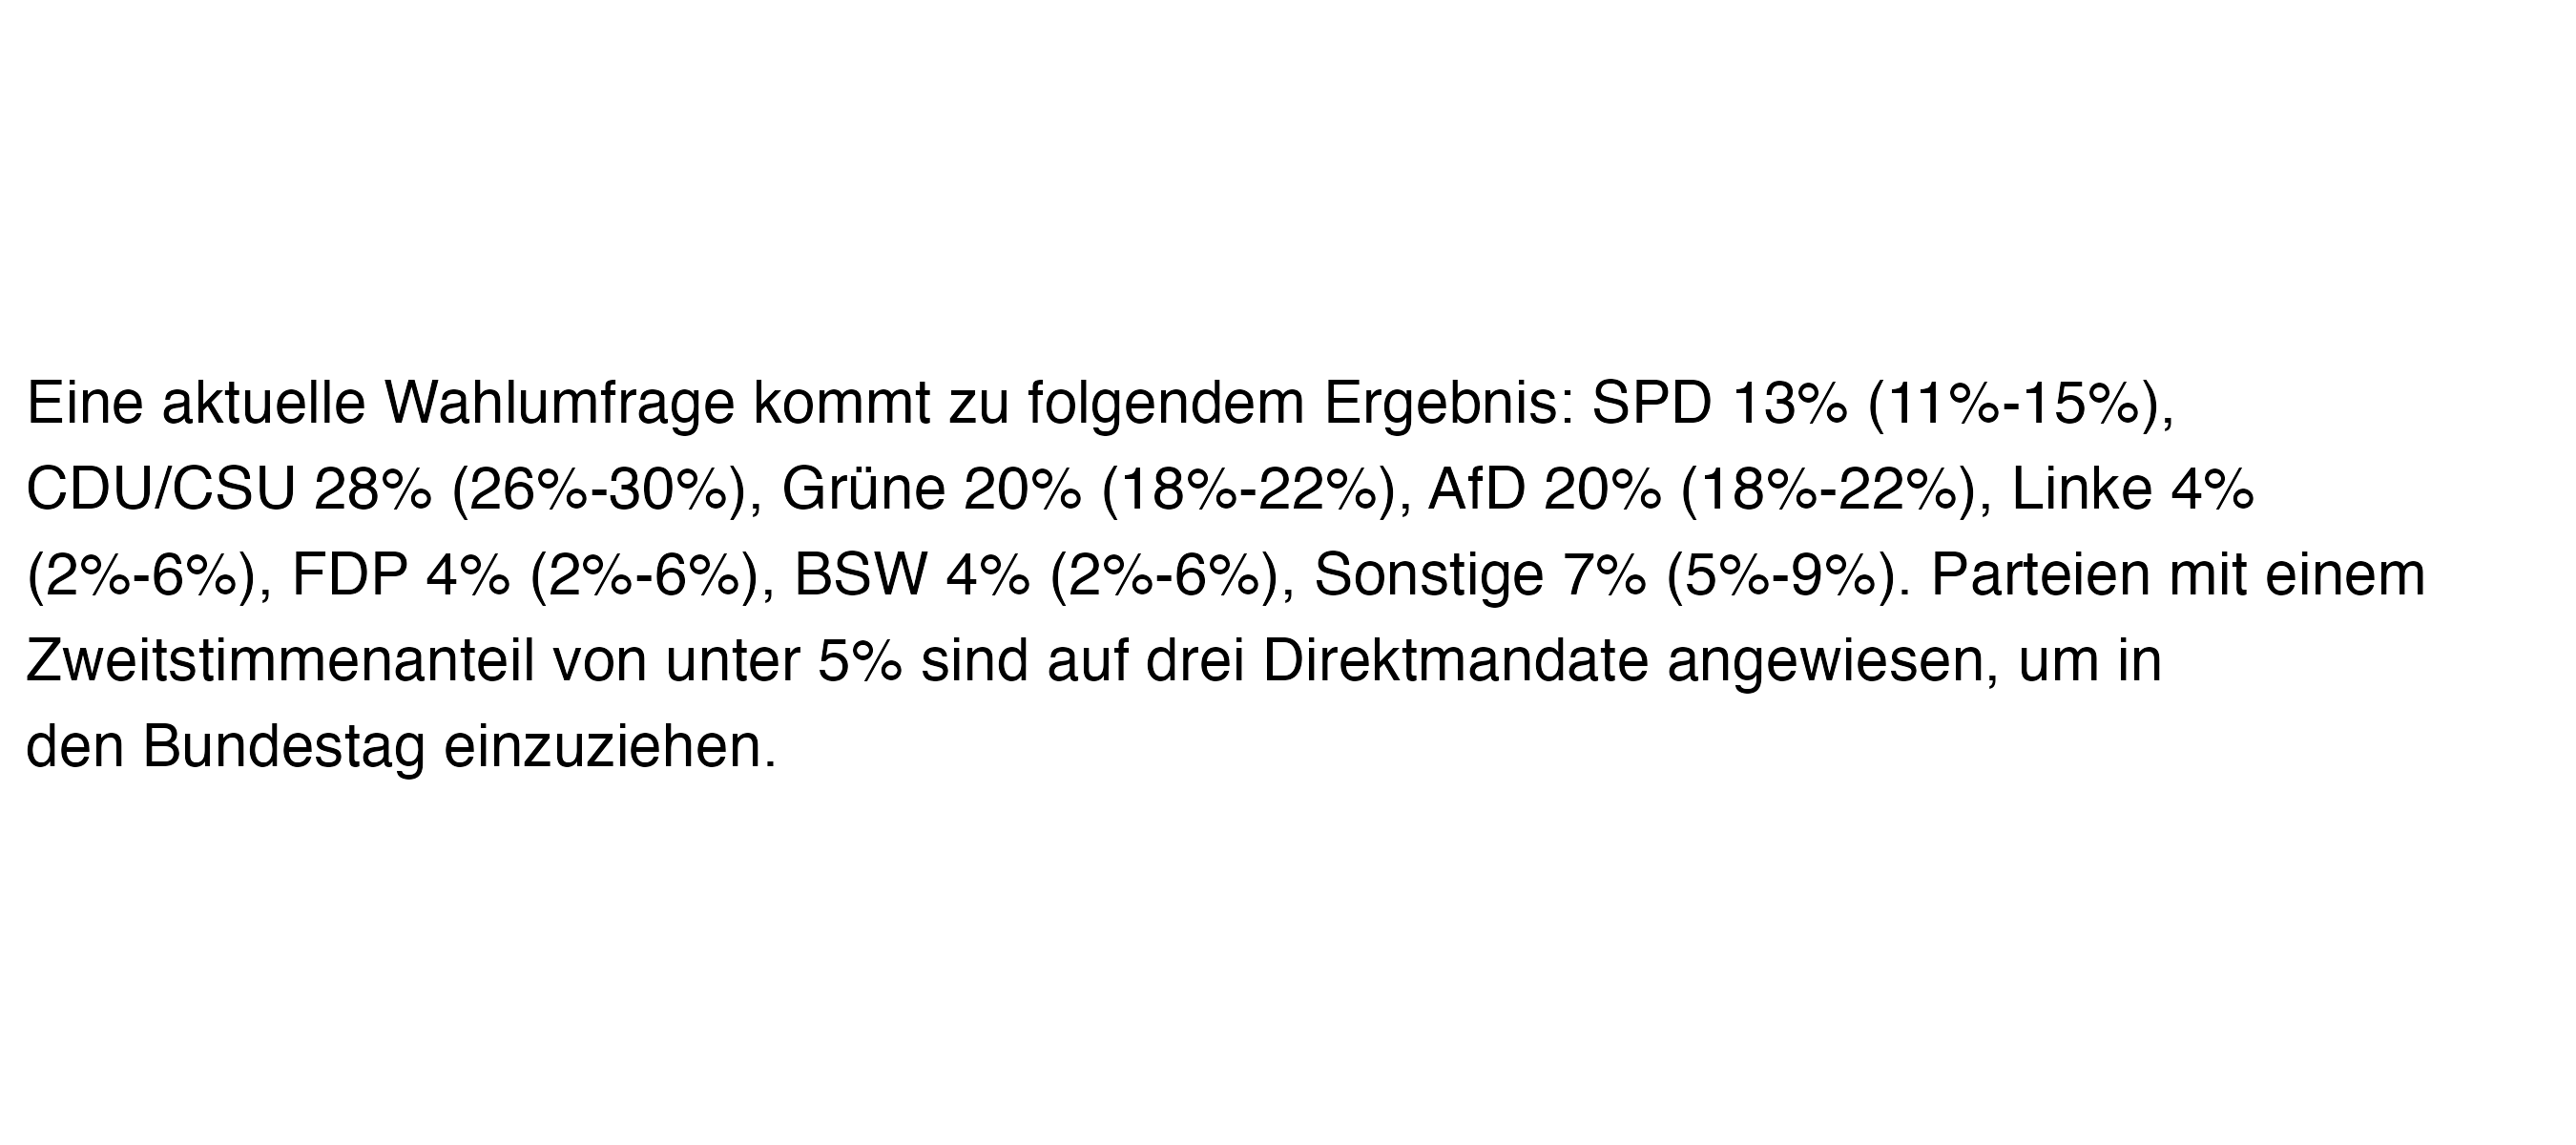 Eine aktuelle Wahlumfrage kommt zu folgendem Ergebnis: SPD 13% (11%-15%),
CDU/CSU 28% (26%-30%), Grüne 20% (18%-22%), AfD 20% (18%-22%), Linke 4%
(2%-6%), FDP 4% (2%-6%), BSW 4% (2%-6%), Sonstige 7% (5%-9%). Parteien mit einem
Zweitstimmenanteil von unter 5% sind auf drei Direktmandate angewiesen, um in
den Bundestag einzuziehen.